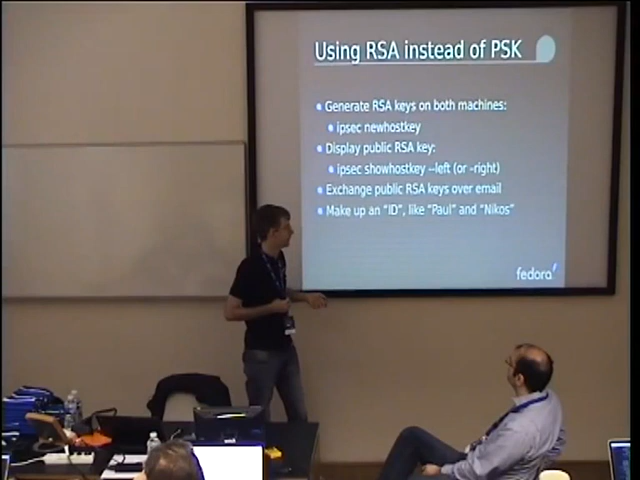 Using RSA instead of PSK
Generate RSA keys on both machines:
ipsec newhostkey
Display public RSA key:
ipsec showhostkey --left (or -right)
Exchange public RSA keys over email
Make up an "ID", like "Paul" and "Nikos"
fedora